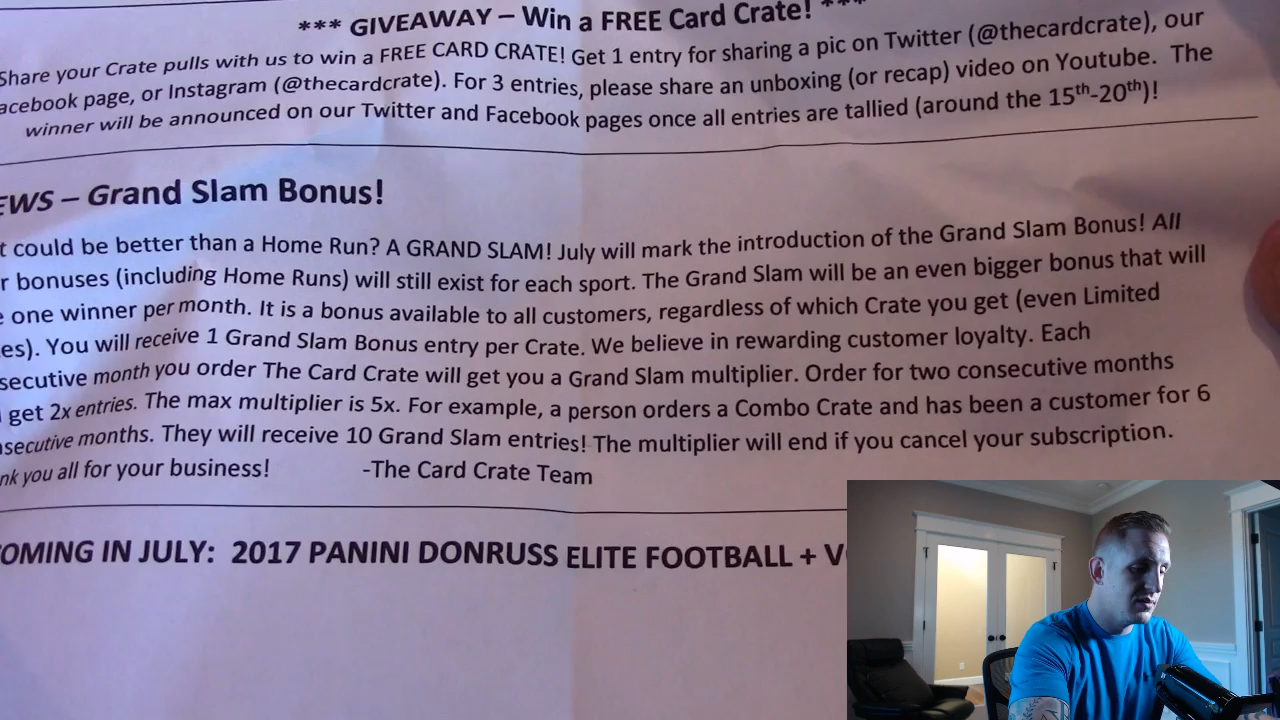 *** GIVEAWAY – Win a FREE Card Crate! ***
Share your Crate pulls with us to win a FREE CARD CRATE! Get 1 entry for sharing a pic on Twitter (@thecardcrate), our
acebook page, or Instagram (@thecardcrate). For 3 entries, please share an unboxing (or recap) video on Youtube. The
winner will be announced on our Twitter and Facebook pages once all entries are tallied (around the 15th-20th)!
EWS – Grand Slam Bonus!
t could be better than a Home Run? A GRAND SLAM! July will mark the introduction of the Grand Slam Bonus! All
r bonuses (including Home Runs) will still exist for each sport. The Grand Slam will be an even bigger bonus that will
e one winner per month. It is a bonus available to all customers, regardless of which Crate you get (even Limited
es). You will receive 1 Grand Slam Bonus entry per Crate. We believe in rewarding customer loyalty. Each
secutive month you order The Card Crate will get you a Grand Slam multiplier. Order for two consecutive months
get 2x entries. The max multiplier is 5x. For example, a person orders a Combo Crate and has been a customer for 6
nsecutive months. They will receive 10 Grand Slam entries! The multiplier will end if you cancel your subscription.
nk you all for your business! -The Card Crate Team
OMING IN JULY: 2017 PANINI DONRUSS ELITE FOOTBALL + V